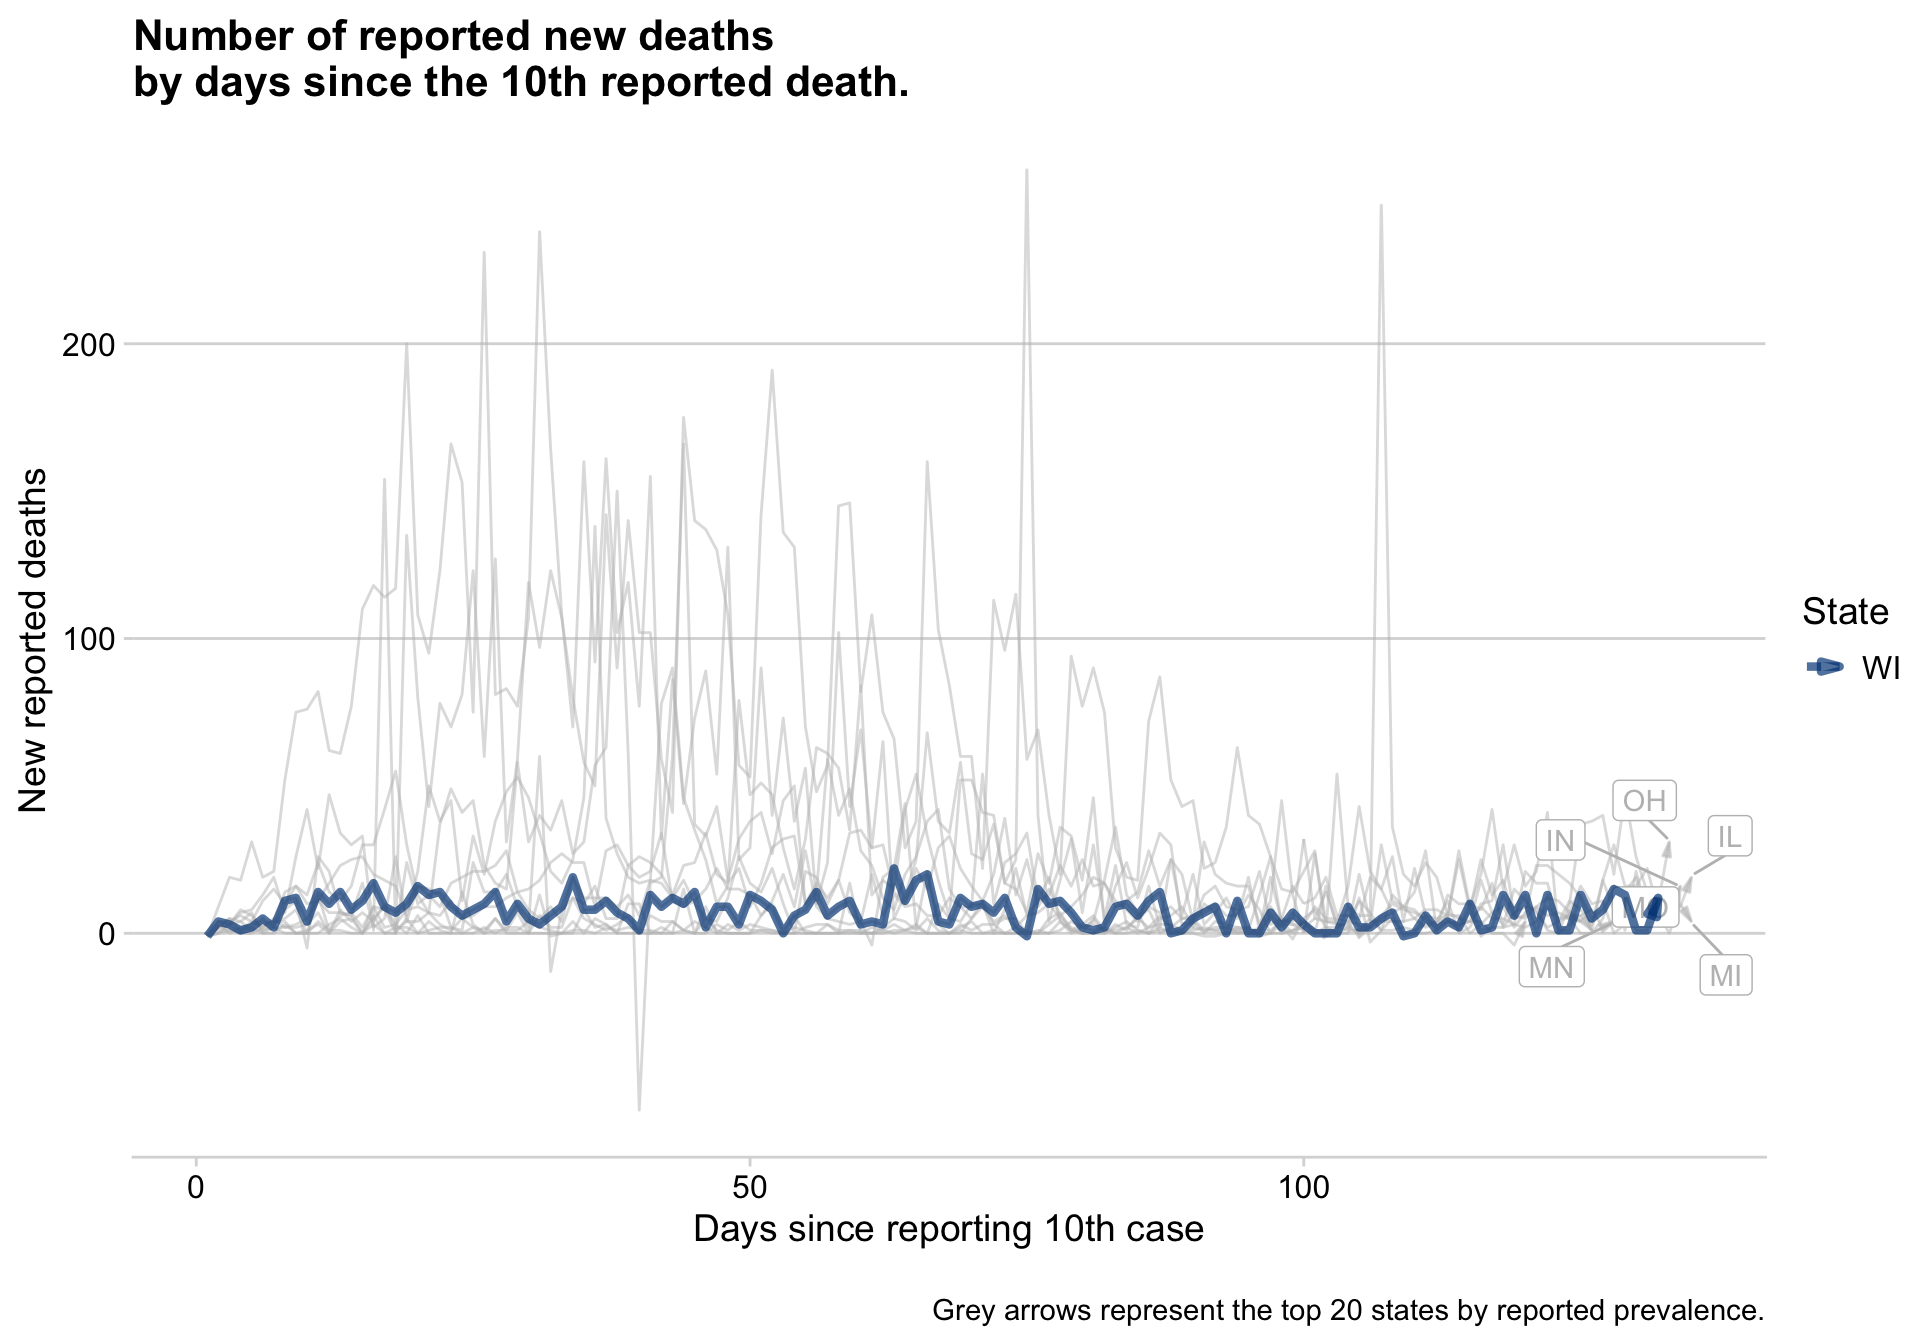 Number of reported new deaths
by days since the 10th reported death.
New reported deaths
200
100
0
0
50
100
Days since reporting 10th case
OH
IL
IN
MO
MN
MI
State
WI
Grey arrows represent the top 20 states by reported prevalence.